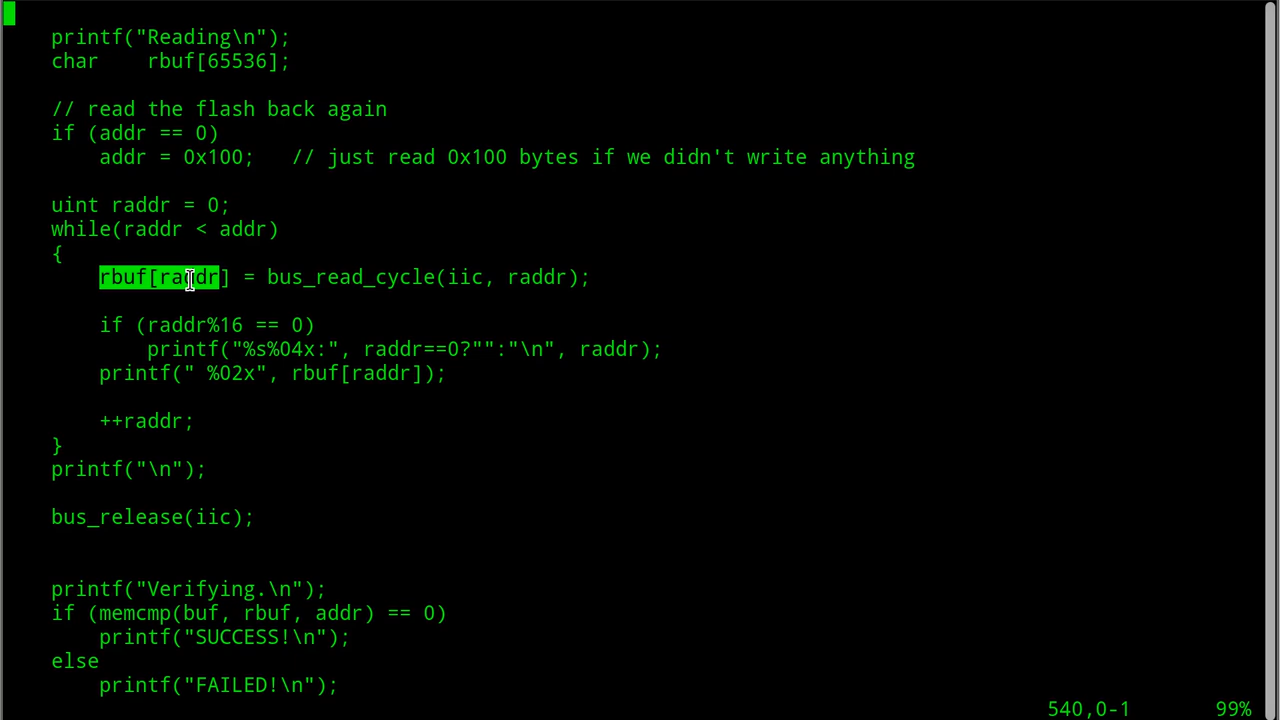 printf("Reading\n");
char    rbuf[65536];
// read the flash back again
if (addr == 0)
addr = 0x100;   // just read 0x100 bytes if we didn't write anything
uint raddr = 0;
while(raddr < addr)
{
rbuf[raddr] = bus_read_cycle(iic, raddr);
if (raddr%16 == 0)
printf("%s%04x:", raddr==0?"":"\n", raddr);
printf(" %02x", rbuf[raddr]);
++raddr;
}
printf("\n");
bus_release(iic);
printf("Verifying.\n");
if (memcmp(buf, rbuf, addr) == 0)
printf("SUCCESS!\n");
else
printf("FAILED!\n");
540,0-1 99%